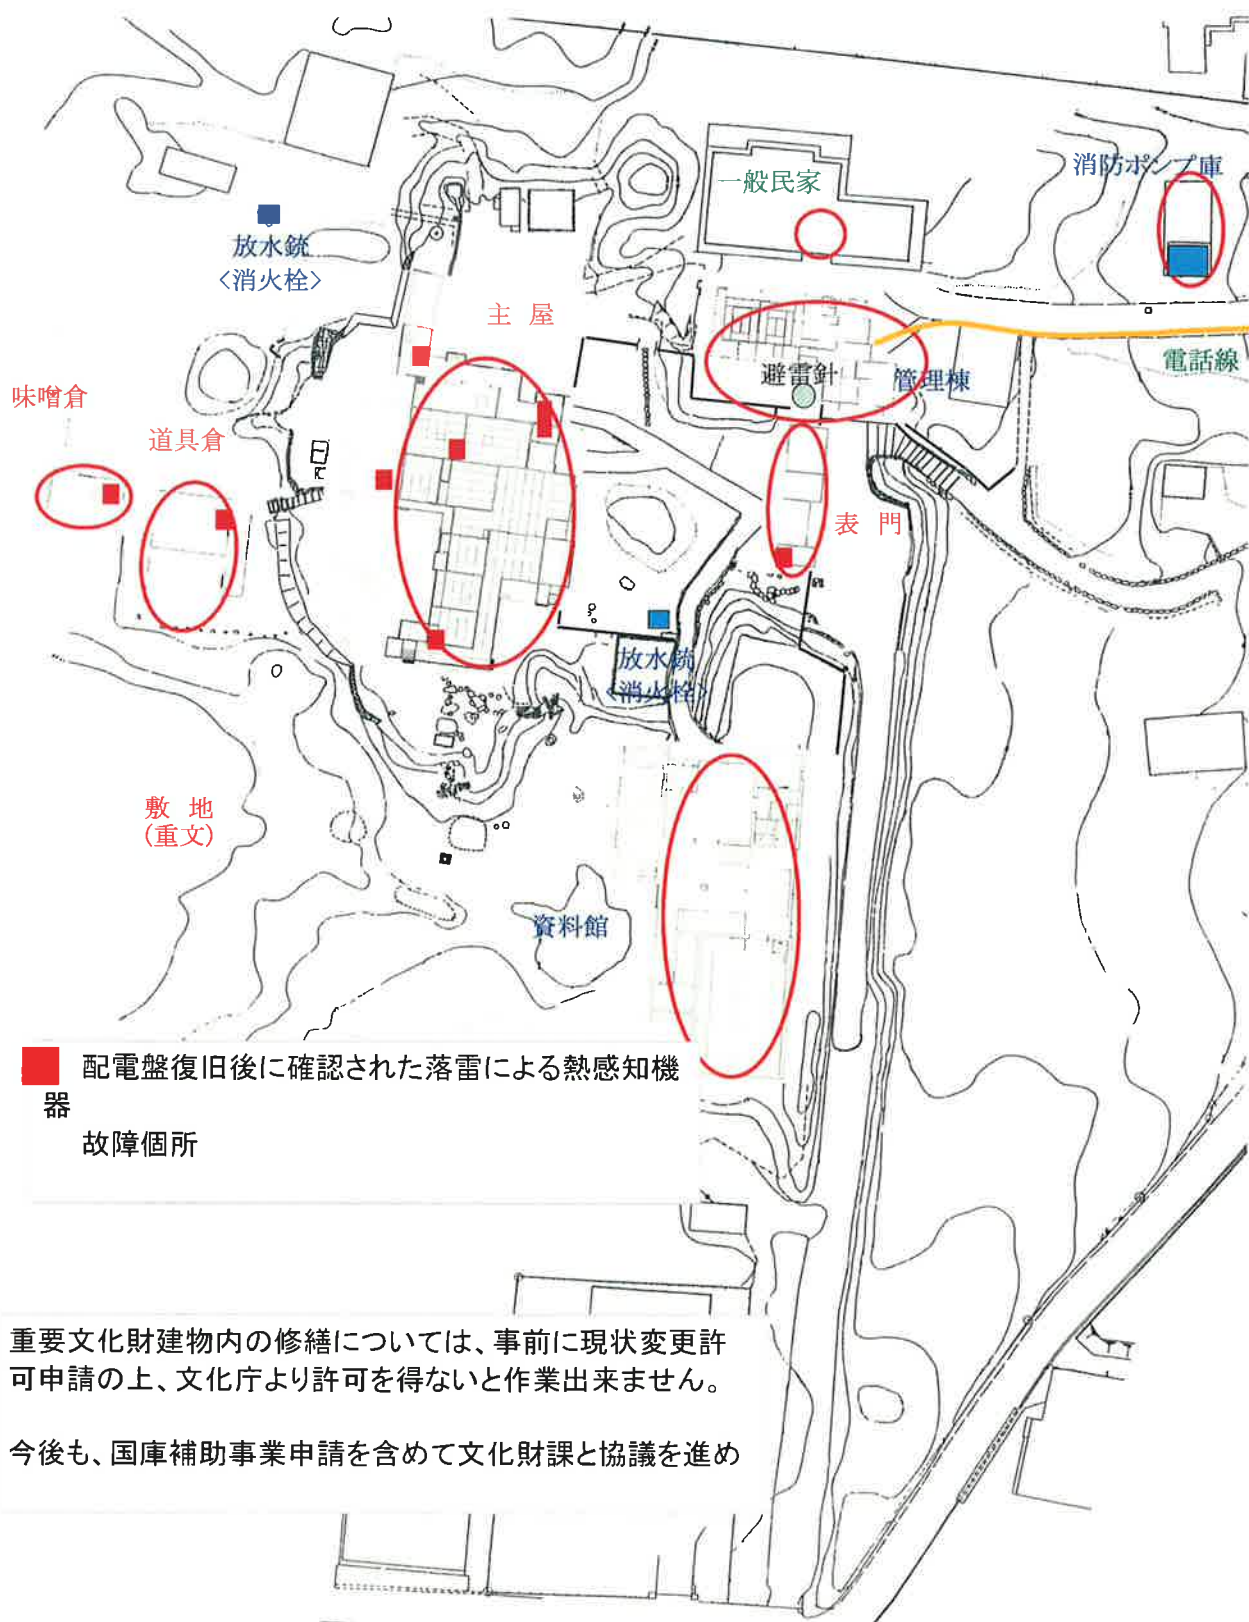 一般民家
消防ポンプ庫
放水銃
〈消火栓〉
主 屋
避雷針
管理棟
電話線
味噌倉
道具倉
表 門
放水銃
〈消火栓〉
敷 地
(重文)
資料館
配電盤復旧後に確認された落雷による熱感知機
器
故障個所
重要文化財建物内の修繕については、事前に現状変更許
可申請の上、文化庁より許可を得ないと作業出来ません。
今後も、国庫補助事業申請を含めて文化財課と協議を進め